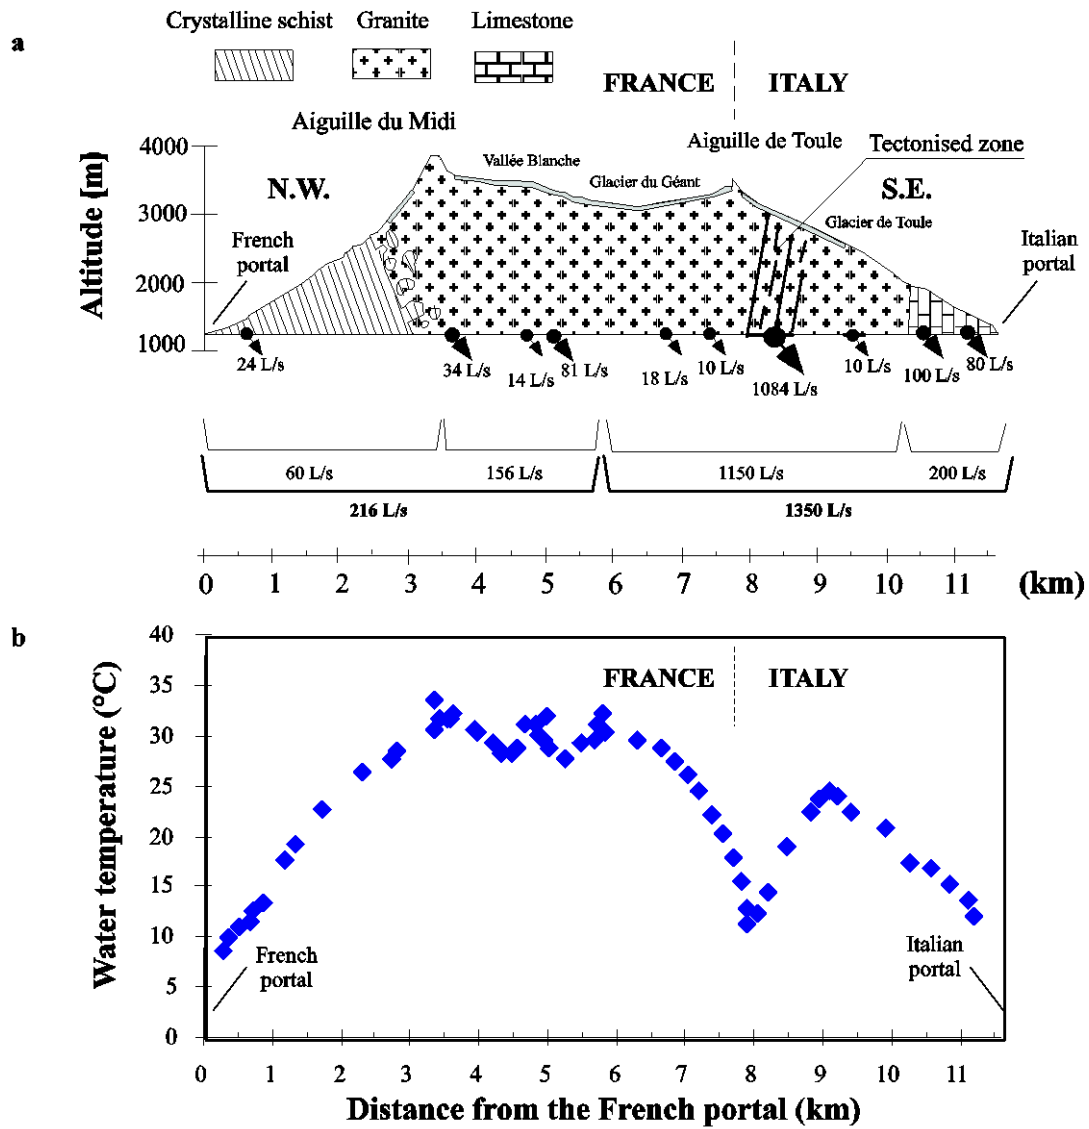 Crystalline schist Granite Limestone
a
FRANCE ITALY
Aiguille du Midi
Aiguille de Toule
Tectonised zone
Altitude [m]
4000
3000
2000
1000
N.W.
Vallée Blanche
Glacier du Géant
S.E.
Glacier de Toule
French
portal
Italian
portal
24 L/s
34 L/s
14 L/s
81 L/s
18 L/s
10 L/s
1084 L/s
10 L/s
100 L/s
80 L/s
60 L/s 156 L/s 1150 L/s 200 L/s
216 L/s 1350 L/s
0 1 2 3 4 5 6 7 8 9 10 11 (km)
b
FRANCE ITALY
Water temperature (°C)
40
35
30
25
20
15
10
5
0
French
portal
Italian
portal
0 1 2 3 4 5 6 7 8 9 10 11
Distance from the French portal (km)